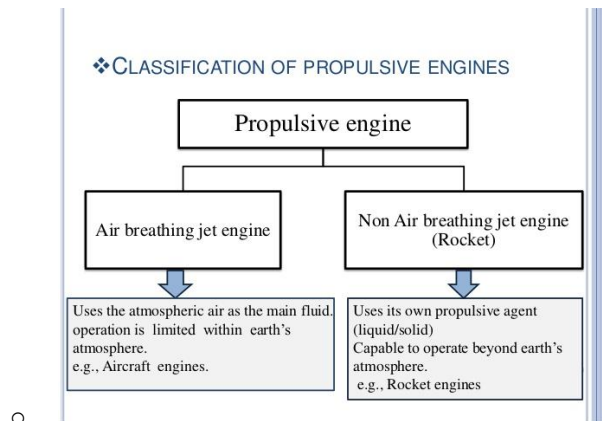 ❖CLASSIFICATION OF PROPULSIVE ENGINES
Propulsive engine
Air breathing jet engine
Non Air breathing jet engine
(Rocket)
Uses the atmospheric air as the main fluid.
operation is limited within earth's
atmosphere.
e.g., Aircraft engines.
Uses its own propulsive agent
(liquid/solid)
Capable to operate beyond earth's
atmosphere.
e.g., Rocket engines